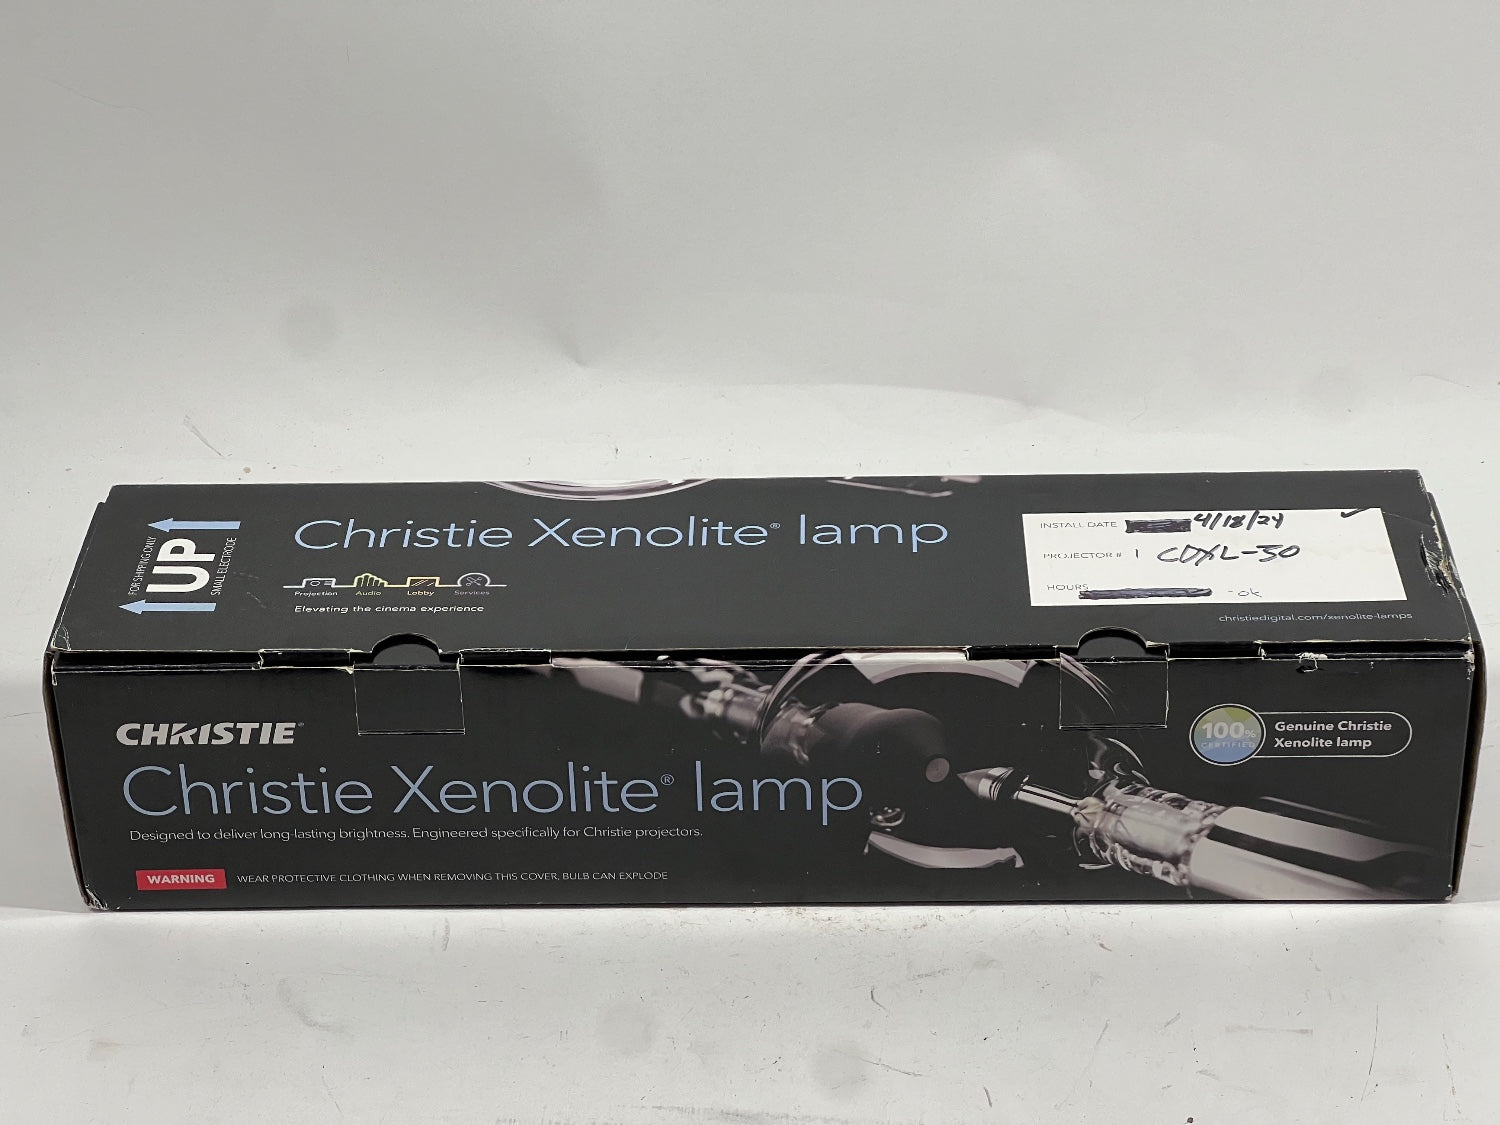 FOR SHIPPING ONLY
UP
SMALL ELECTRODE
Christie Xenolite® lamp
Projection Audio Lobby Services
Elevating the cinema experience
INSTALL DATE 4/18/24
PROJECTOR # 1 CDXL-30
HOURS -ok
christiedigital.com/xenolite-lamps
CHRISTIE
Christie Xenolite® lamp
Designed to deliver long-lasting brightness. Engineered specifically for Christie projectors.
WARNING WEAR PROTECTIVE CLOTHING WHEN REMOVING THIS COVER, BULB CAN EXPLODE
100% CERTIFIED
Genuine Christie
Xenolite lamp